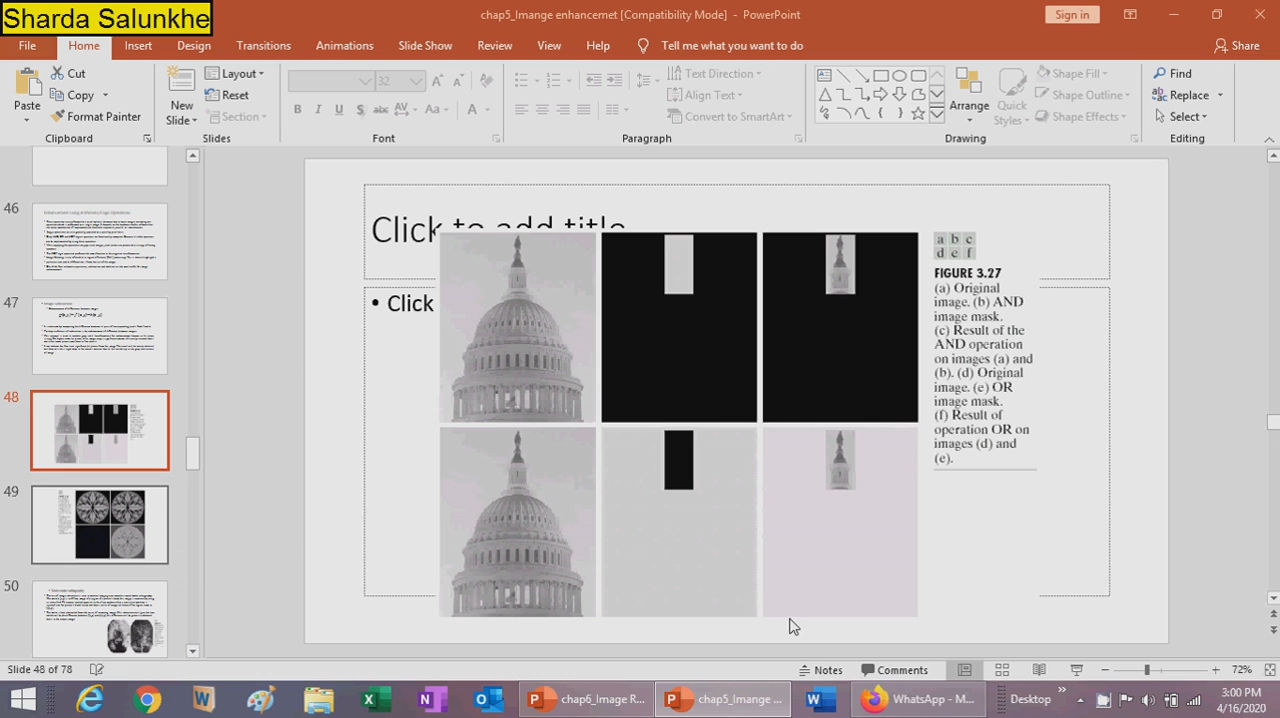 Sharda Salunkhe
chap5_Imange enhancemet [Compatibility Mode] - PowerPoint
Sign in
File Home Insert Design Transitions Animations Slide Show Review View Help Tell me what you want to do Share
Paste
Cut
Copy
Format Painter
Clipboard
New
Slide
Layout
Reset
Section
Slides
32
B I U S abc AV Aa A
Font
Text Direction
Align Text
Convert to SmartArt
Paragraph
Arrange
Quick
Styles
Shape Fill
Shape Outline
Shape Effects
Drawing
Find
Replace
Select
Editing
46
47
48
49
50
Click to add title
• Click
a b c
d e f
FIGURE 3.27
(a) Original
image. (b) AND
image mask.
(c) Result of the
AND operation
on images (a) and
(b). (d) Original
image. (e) OR
image mask.
(f) Result of
operation OR on
images (d) and
(e).
Slide 48 of 78
Notes
Comments
72%
chap6_Image R...
chap5_Imange ...
WhatsApp - M...
Desktop
3:00 PM
4/16/2020